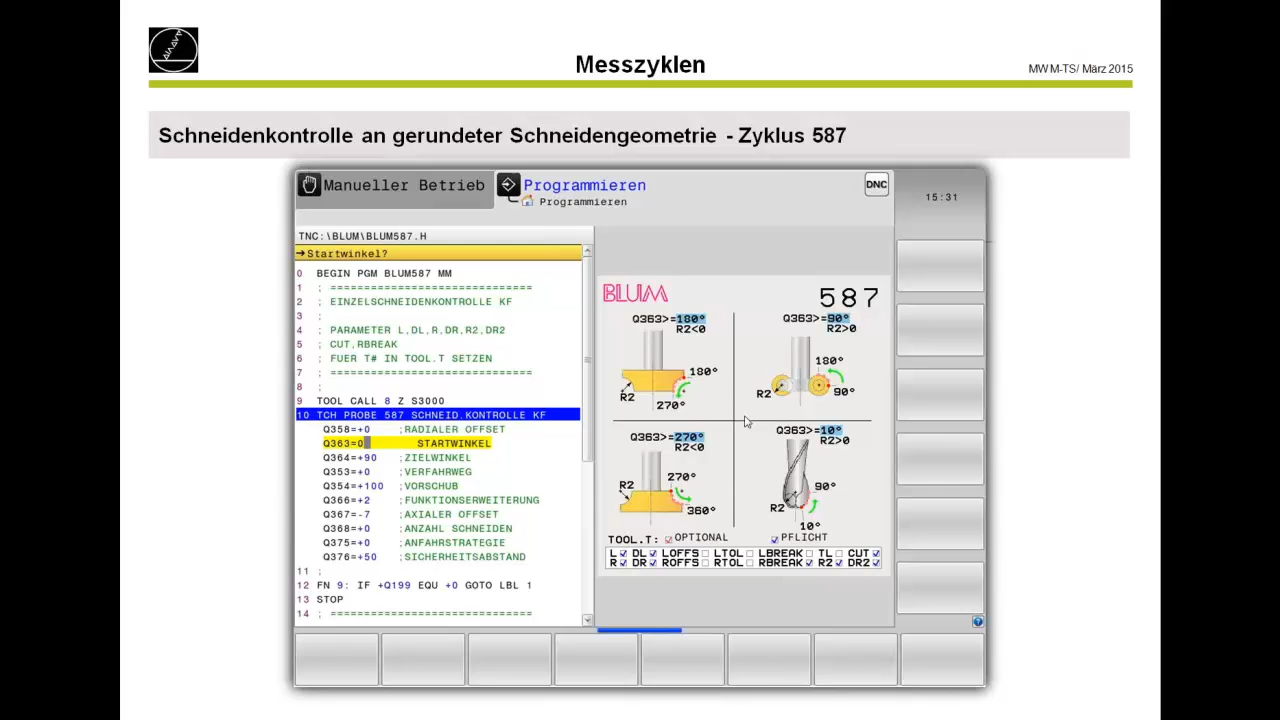 Messzyklen
MWM-TS/ März 2015
Schneidenkontrolle an gerundeter Schneidengeometrie - Zyklus 587
Manueller Betrieb
Programmieren
Programmieren
DNC
15:31
TNC:\BLUM\BLUM587.H
➔Startwinkel?
0 BEGIN PGM BLUM587 MM
1 ; ==============================
2 ; EINZELSCHNEIDENKONTROLLE KF
3 ;
4 ; PARAMETER L,DL,R,DR,R2,DR2
5 ; CUT,RBREAK
6 ; FUER T# IN TOOL.T SETZEN
7 ; ==============================
8 ;
9 TOOL CALL 8 Z S3000
10 TCH PROBE 587 SCHNEID.KONTROLLE KF
Q358=+0 ;RADIALER OFFSET
Q363=0 STARTWINKEL
Q364=+90 ;ZIELWINKEL
Q353=+0 ;VERFAHRWEG
Q354=+100 ;VORSCHUB
Q366=+2 ;FUNKTIONSERWEITERUNG
Q367=-7 ;AXIALER OFFSET
Q368=+0 ;ANZAHL SCHNEIDEN
Q375=+0 ;ANFAHRSTRATEGIE
Q376=+50 ;SICHERHEITSABSTAND
11 ;
12 FN 9: IF +Q199 EQU +0 GOTO LBL 1
13 STOP
14 ; ==============================
BLUM
587
Q363>=180°
R2<0
180°
R2
270°
Q363>=90°
R2>0
180°
R2
90°
Q363>=270°
R2<0
R2
270°
360°
Q363>=10°
R2>0
90°
R2
10°
TOOL.T: OPTIONAL PFLICHT
L DL LOFFS LTOL LBREAK TL CUT
R DR ROFFS RTOL RBREAK R2 DR2